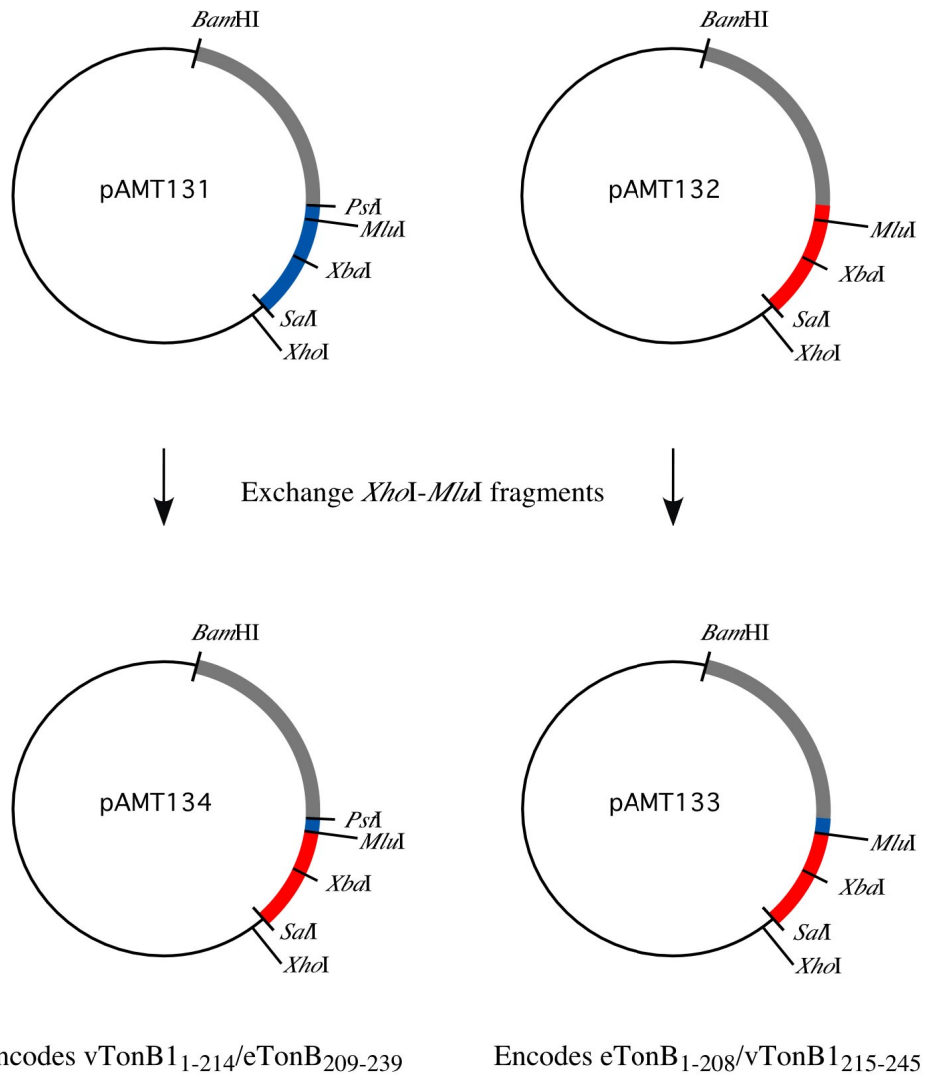 BamHI
BamHI
pAMT131
pAMT132
PstI
MluI
MluI
XbaI
XbaI
SalI
SalI
XhoI
XhoI
Exchange XhoI-MluI fragments
BamHI
BamHI
pAMT134
pAMT133
PstI
MluI
MluI
XbaI
XbaI
SalI
SalI
XhoI
XhoI
ncodes vTonB1₁₋₂₁₄/eTonB₂₀₉₋₂₃₉
Encodes eTonB₁₋₂₀₈/vTonB1₂₁₅₋₂₄₅